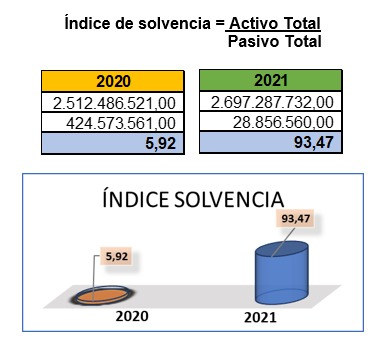 Índice de solvencia = Activo Total
Pasivo Total
2020 2021
2.512.486.521,00 2.697.287.732,00
424.573.561,00 28.856.560,00
5,92 93,47
ÍNDICE SOLVENCIA
93,47
5,92
2020 2021